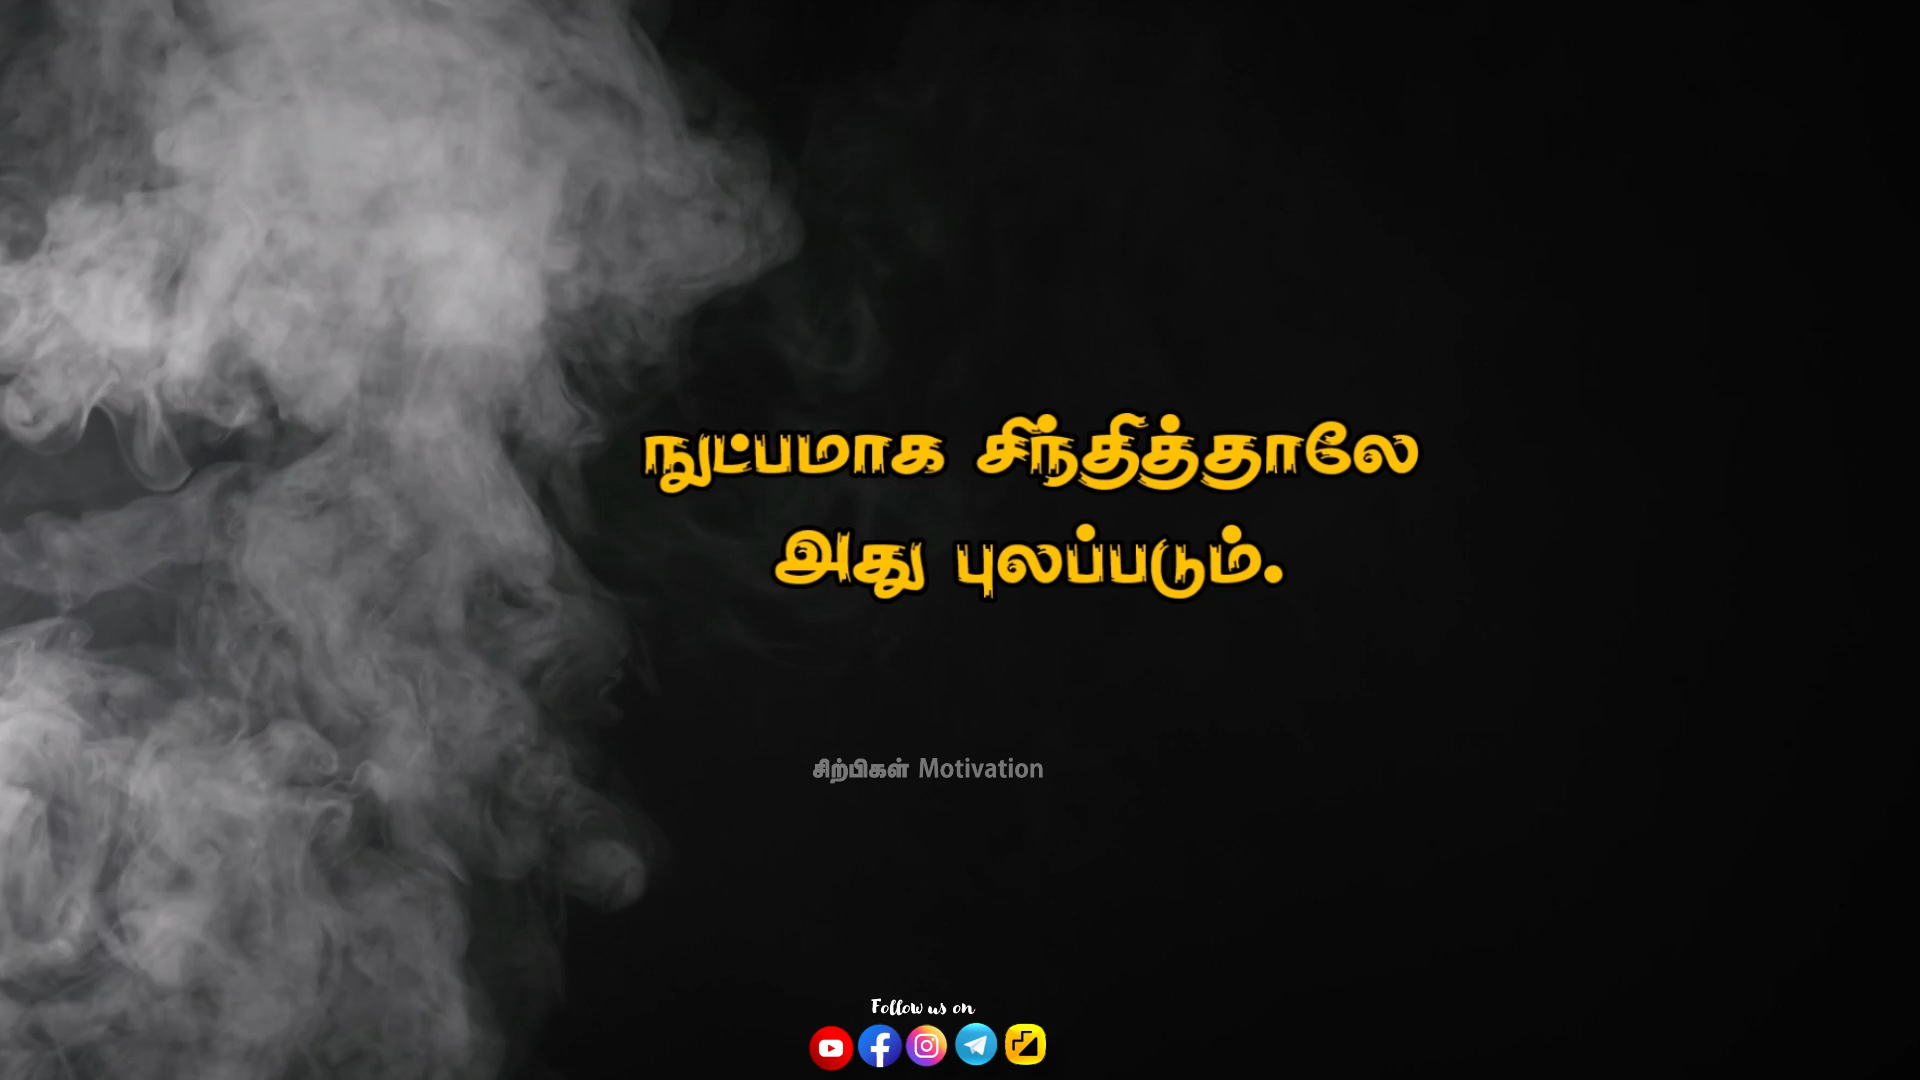 நுட்பமாக சிந்தித்தாலே
அது புலப்படும்.
சிற்பிகள் Motivation
Follow us on